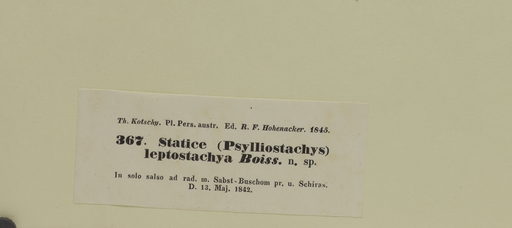 Th. Kotschy. Pl. Pers. austr. Ed. R. F. Hohenacker. 1845.
367. Statice (Psylliostachys)
leptostachya Boiss. n. sp.
In solo salso ad rad. m. Sabst-Buschom pr. u. Schiras.
D. 13. Maj. 1842.